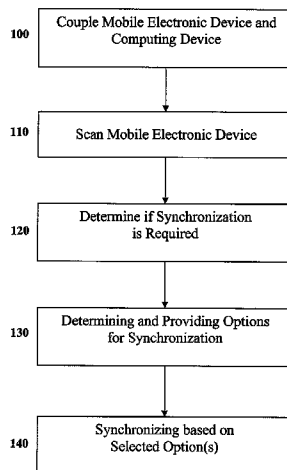 100
Couple Mobile Electronic Device and
Computing Device
110
Scan Mobile Electronic Device
120
Determine if Synchronization
is Required
130
Determining and Providing Options
for Synchronization
140
Synchronizing based on
Selected Option(s)